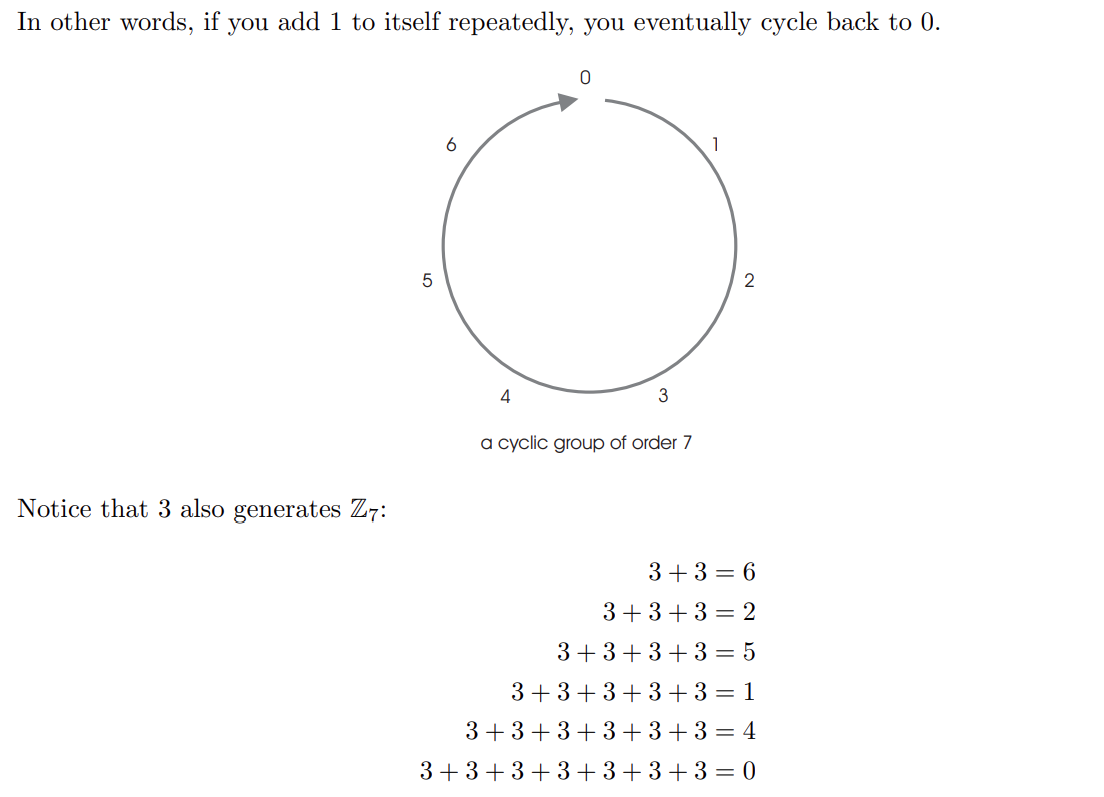 In other words, if you add 1 to itself repeatedly, you eventually cycle back to 0.
0
6
1
5
2
4
3
a cyclic group of order 7
Notice that 3 also generates ℤ₇:
3 + 3 = 6
3 + 3 + 3 = 2
3 + 3 + 3 + 3 = 5
3 + 3 + 3 + 3 + 3 = 1
3 + 3 + 3 + 3 + 3 + 3 = 4
3 + 3 + 3 + 3 + 3 + 3 + 3 = 0